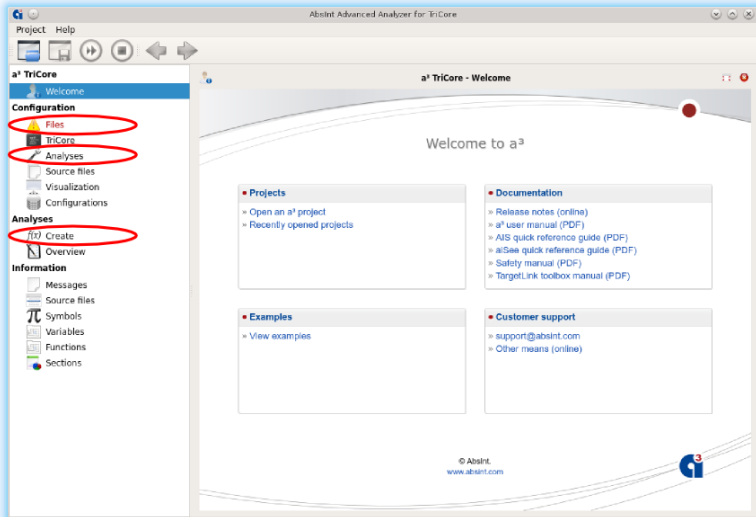 AbsInt Advanced Analyzer for TriCore
Project Help
a³ TriCore
Welcome
Configuration
Files
TriCore
Analyses
Source files
Visualization
Configurations
Analyses
f(x) Create
Overview
Information
Messages
Source files
Symbols
Variables
Functions
Sections
a³ TriCore - Welcome
Welcome to a³
• Projects
» Open an a³ project
» Recently opened projects
• Documentation
» Release notes (online)
» a³ user manual (PDF)
» AIS quick reference guide (PDF)
» aiSee quick reference guide (PDF)
» Safety manual (PDF)
» TargetLink toolbox manual (PDF)
• Examples
» View examples
• Customer support
» support@absint.com
» Other means (online)
© AbsInt.
www.absint.com
a3